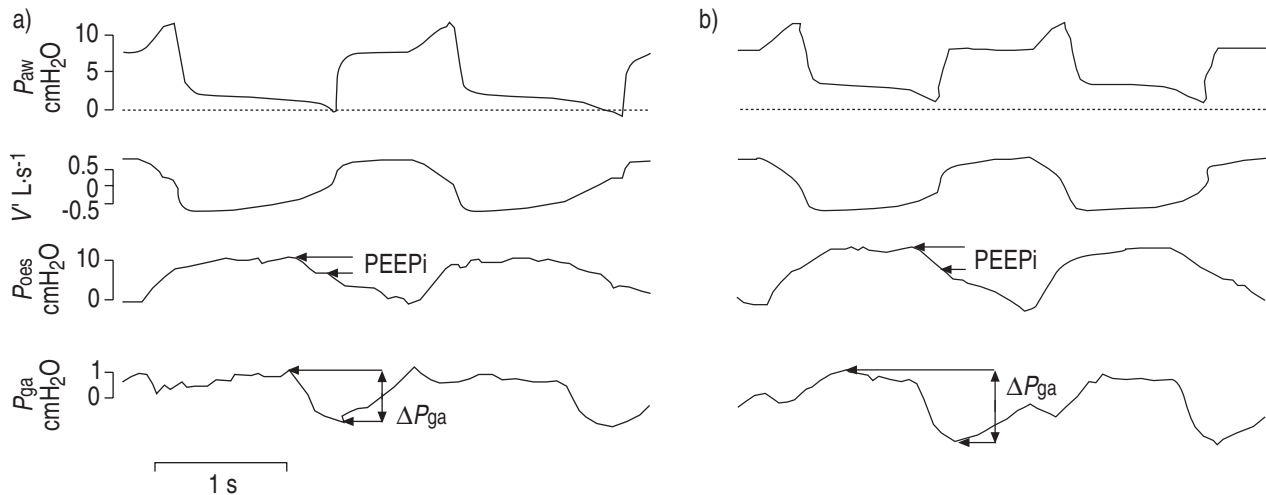 a)
Paw
cmH2O
10
5
0
V' L·s-1
0.5
0
-0.5
Poes
cmH2O
10
0
PEEPi
Pga
cmH2O
1
0
ΔPga
1 s
b)
PEEPi
ΔPga